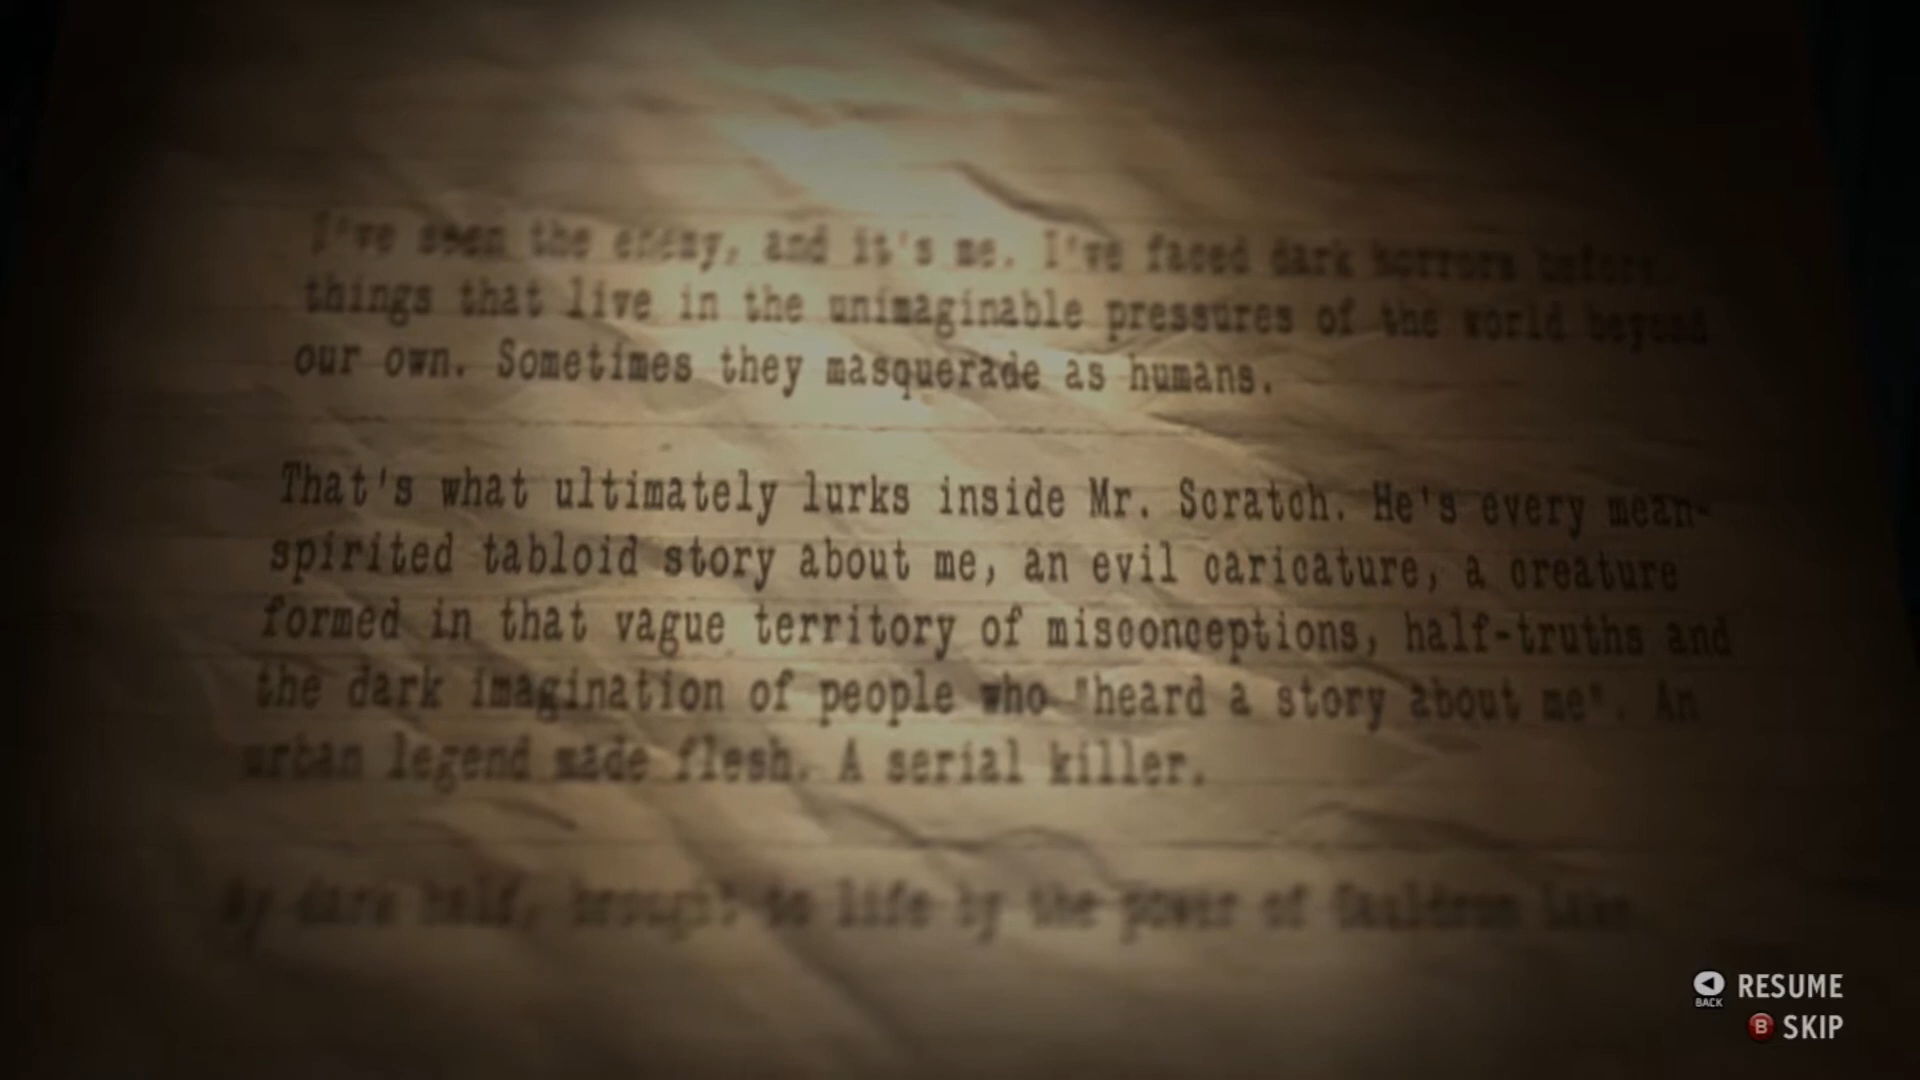 I've seen the enemy, and it's me. I've faced dark horrors before,
things that live in the unimaginable pressures of the world beyond
our own. Sometimes they masquerade as humans.
That's what ultimately lurks inside Mr. Scratch. He's every mean-
spirited tabloid story about me, an evil caricature, a creature
formed in that vague territory of misconceptions, half-truths and
the dark imagination of people who "heard a story about me". An
urban legend made flesh. A serial killer.
My dark half, brought to life by the power of Cauldron Lake.
RESUME
BACK
B SKIP